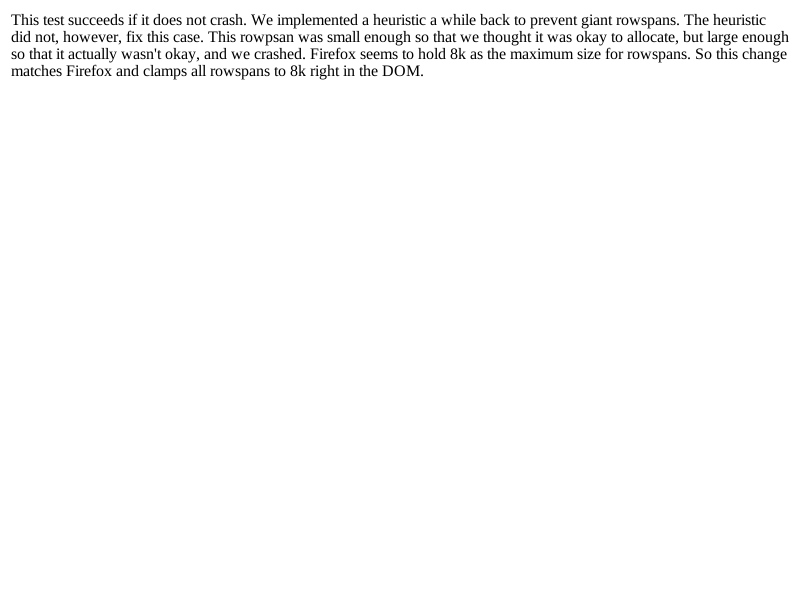 This test succeeds if it does not crash. We implemented a heuristic a while back to prevent giant rowspans. The heuristic
did not, however, fix this case. This rowpsan was small enough so that we thought it was okay to allocate, but large enough
so that it actually wasn't okay, and we crashed. Firefox seems to hold 8k as the maximum size for rowspans. So this change
matches Firefox and clamps all rowspans to 8k right in the DOM.